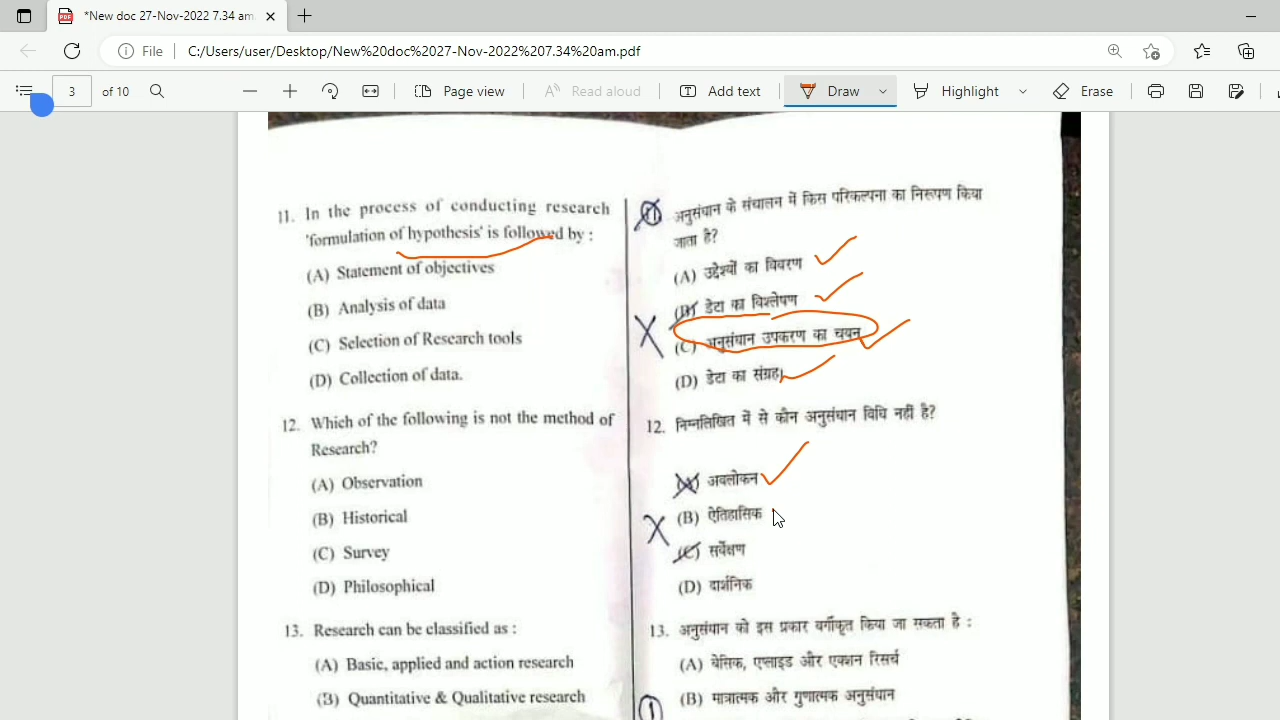 *New doc 27-Nov-2022 7.34 am.
File
C:/Users/user/Desktop/New%20doc%2027-Nov-2022%207.34%20am.pdf
3 of 10
Page view
Read aloud
Add text
Draw
Highlight
Erase
11. In the process of conducting research
'formulation of hypothesis' is followed by :
(A) Statement of objectives
(B) Analysis of data
(C) Selection of Research tools
(D) Collection of data.
12. Which of the following is not the method of
Research?
(A) Observation
(B) Historical
(C) Survey
(D) Philosophical
13. Research can be classified as :
(A) Basic, applied and action research
(B) Quantitative & Qualitative research
11 अनुसंधान के संचालन में किस परिकल्पना का निरूपण किया
जाता है?
(A) उद्देश्यों का विवरण
(B) डेटा का विश्लेषण
(C) अनुसंधान उपकरण का चयन
(D) डेटा का संग्रह।
12. निम्नलिखित में से कौन अनुसंधान विधि नहीं है?
(A) अवलोकन
(B) ऐतिहासिक
(C) सर्वेक्षण
(D) दार्शनिक
13. अनुसंधान को इस प्रकार वर्गीकृत किया जा सकता है :
(A) बेसिक, एप्लाइड और एक्शन रिसर्च
(B) मात्रात्मक और गुणात्मक अनुसंधान